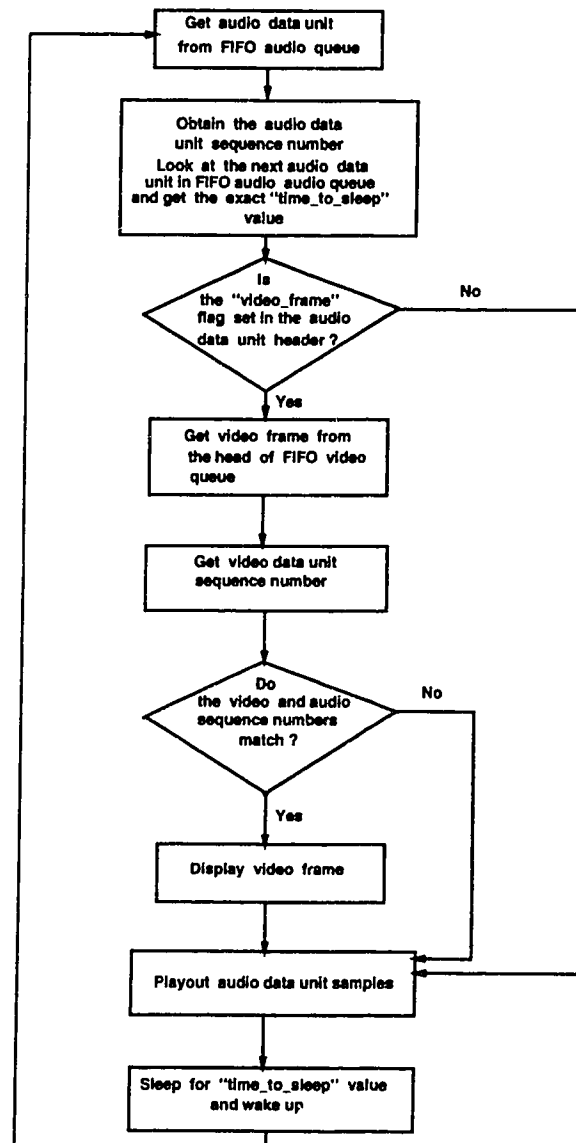 Get audio data unit
from FIFO audio queue
Obtain the audio data
unit sequence number
Look at the next audio data
unit in FIFO audio audio queue
and get the exact "time_to_sleep"
value
Is
the "video_frame"
flag set in the audio
data unit header ?
No
Yes
Get video frame from
the head of FIFO video
queue
Get video data unit
sequence number
Do
the video and audio
sequence numbers
match ?
No
Yes
Display video frame
Playout audio data unit samples
Sleep for "time_to_sleep" value
and wake up